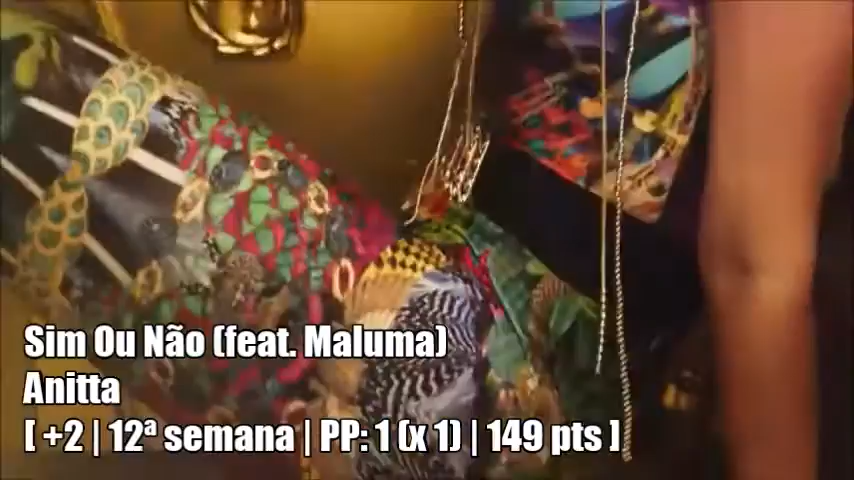 Sim Ou Não (feat. Maluma)
Anitta
[ +2 | 12ª semana | PP: 1 (x 1) | 149 pts ]